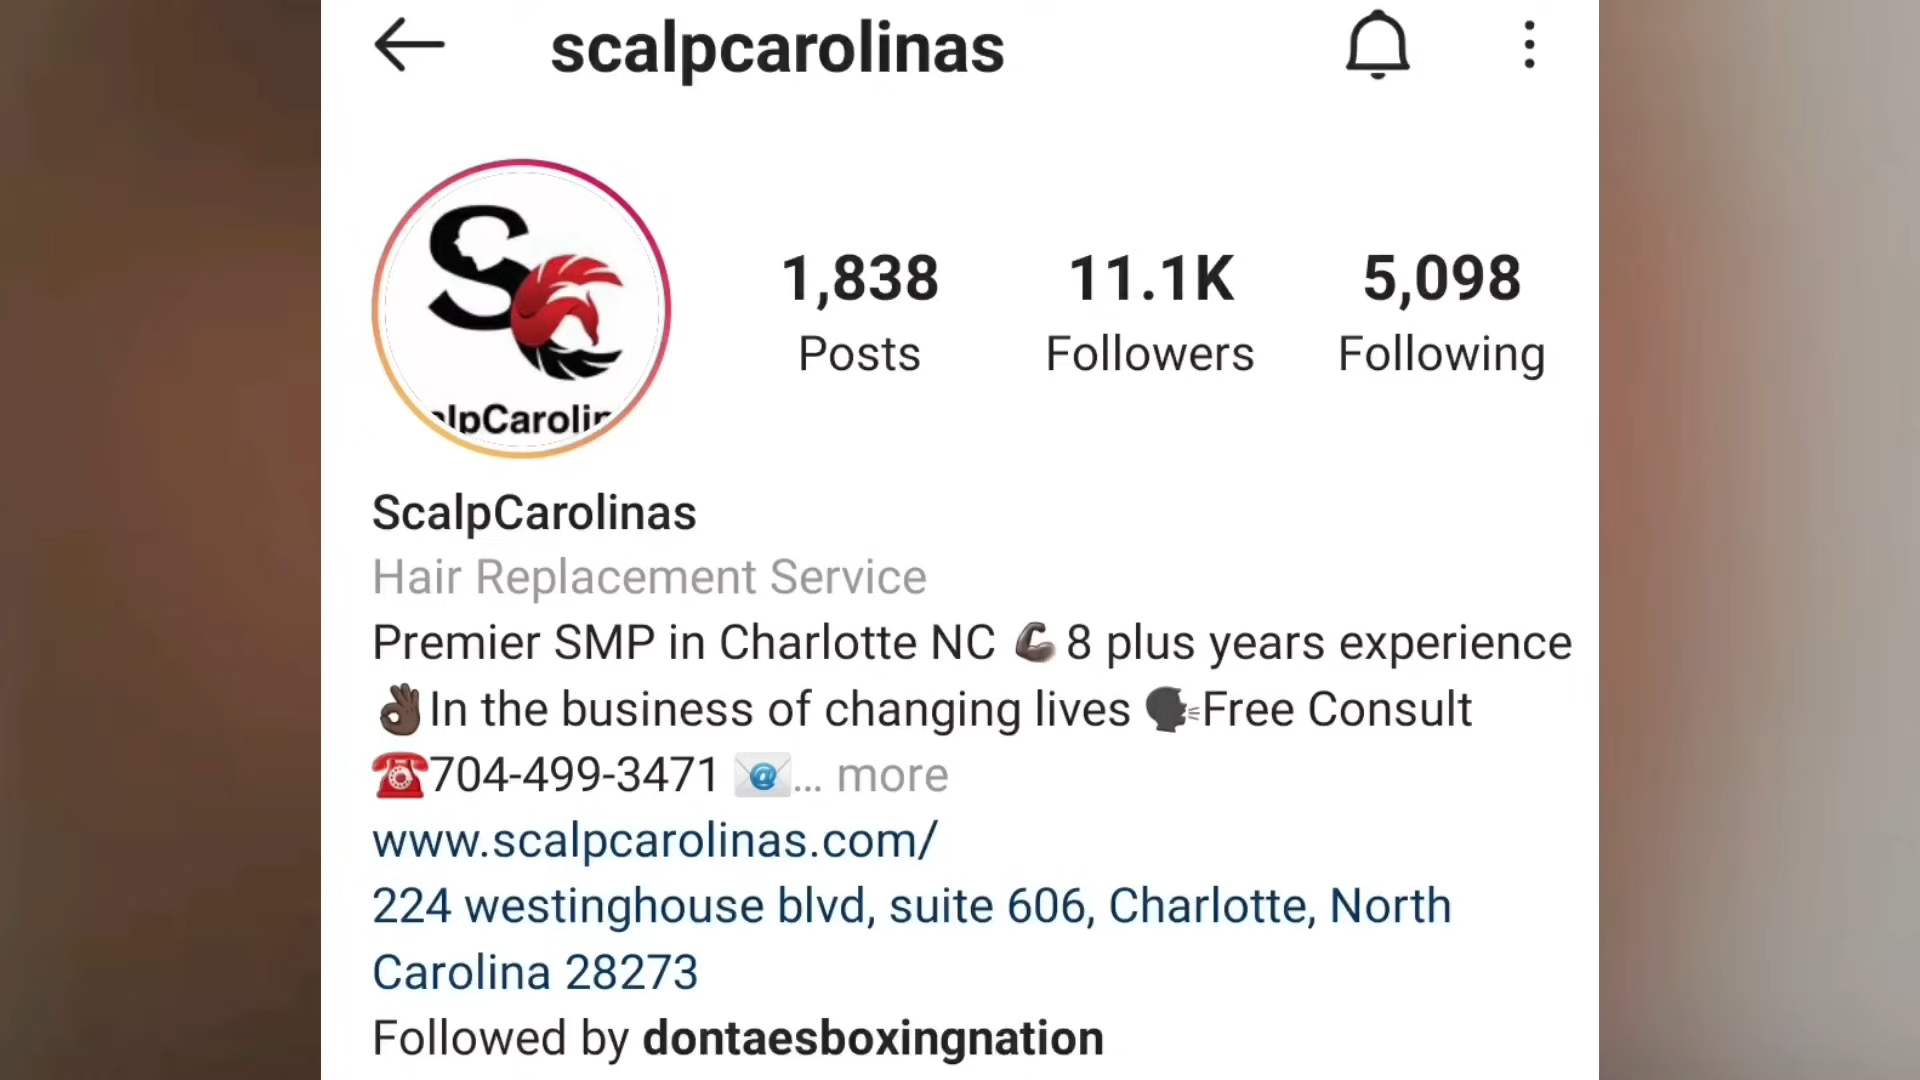 scalpcarolinas
SC
lpCarolin
1,838 11.1K 5,098
Posts Followers Following
ScalpCarolinas
Hair Replacement Service
Premier SMP in Charlotte NC 💪🏿 8 plus years experience
👌🏿In the business of changing lives 🗣Free Consult
☎️704-499-3471 📧... more
www.scalpcarolinas.com/
224 westinghouse blvd, suite 606, Charlotte, North
Carolina 28273
Followed by dontaesboxingnation